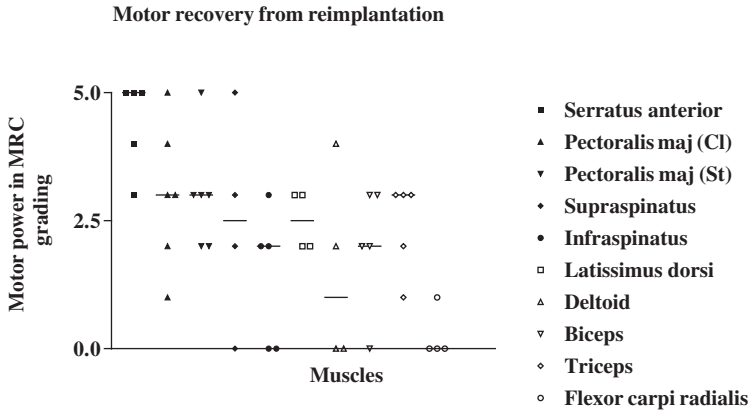 Motor recovery from reimplantation
Motor power in MRC
grading
5.0
2.5
0.0
Muscles
Serratus anterior
Pectoralis maj (Cl)
Pectoralis maj (St)
Supraspinatus
Infraspinatus
Latissimus dorsi
Deltoid
Biceps
Triceps
Flexor carpi radialis